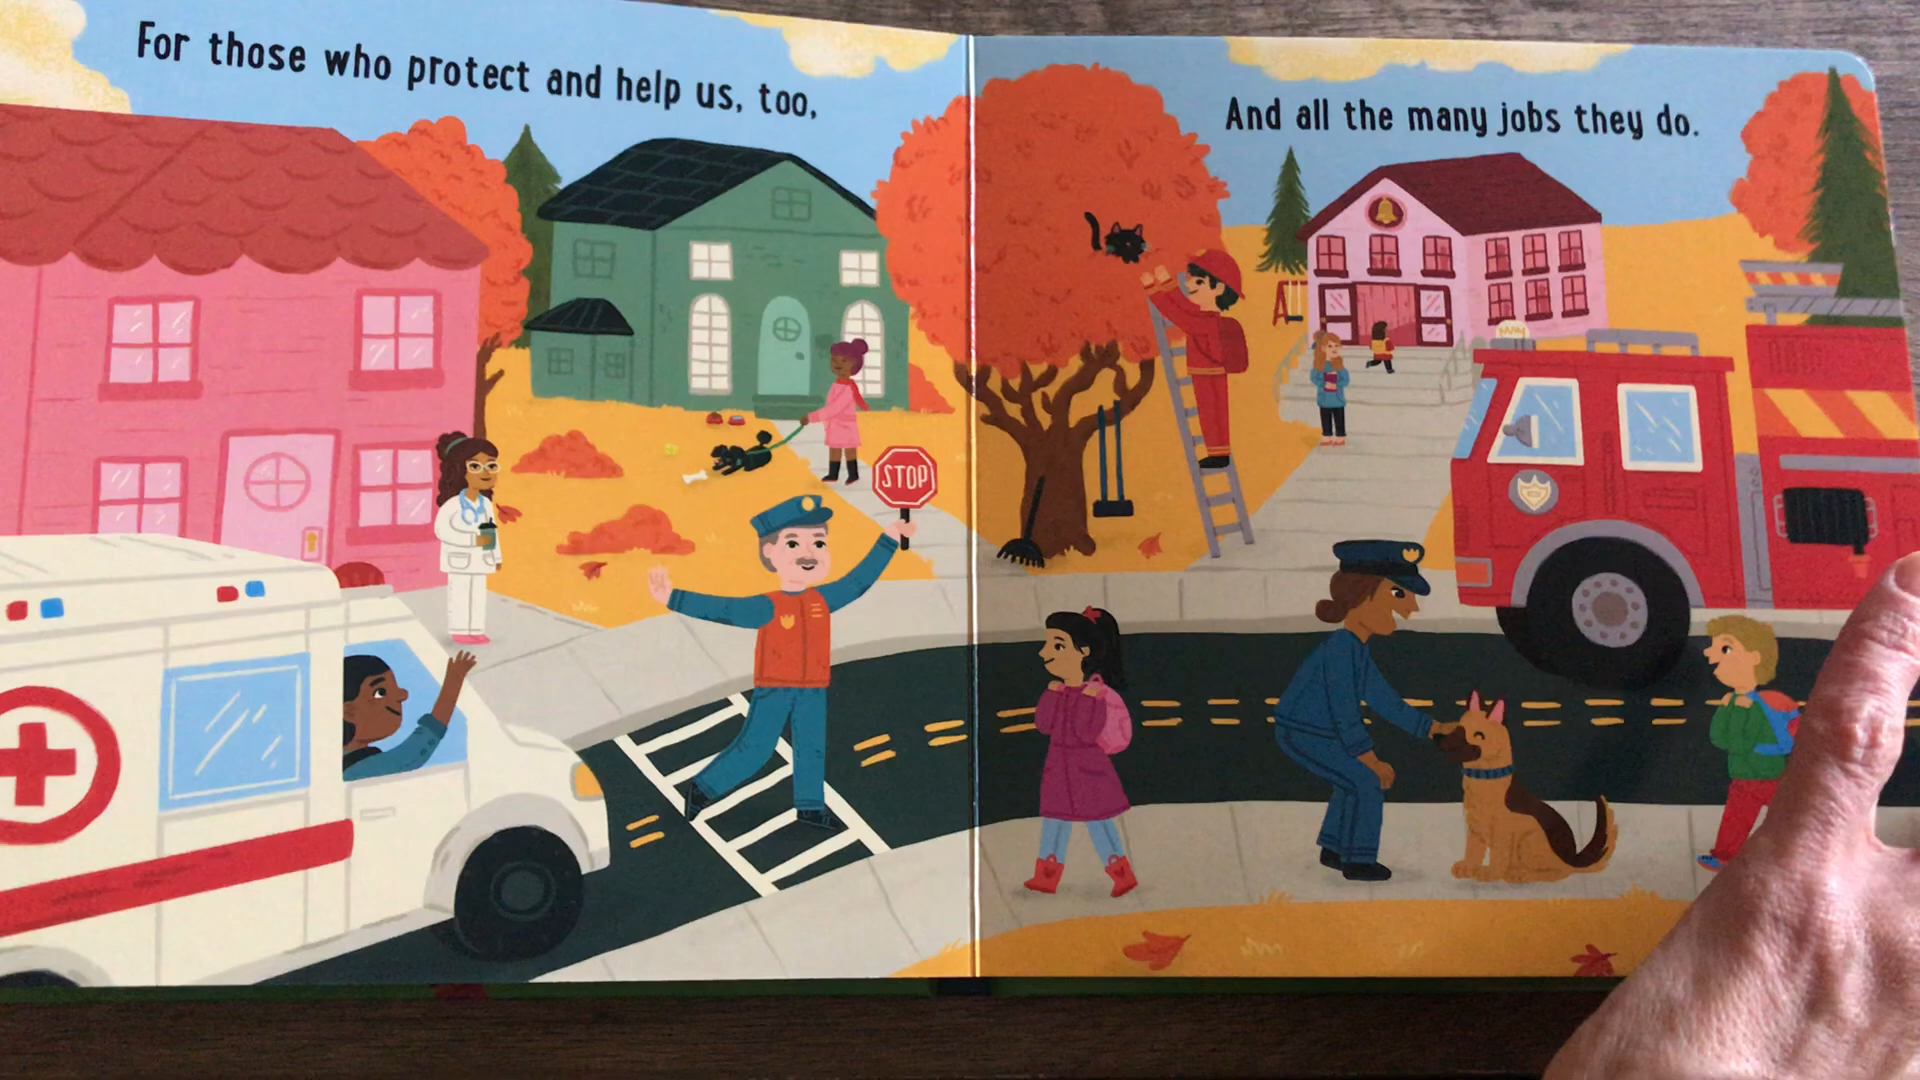 For those who protect and help us, too,
And all the many jobs they do.
STOP